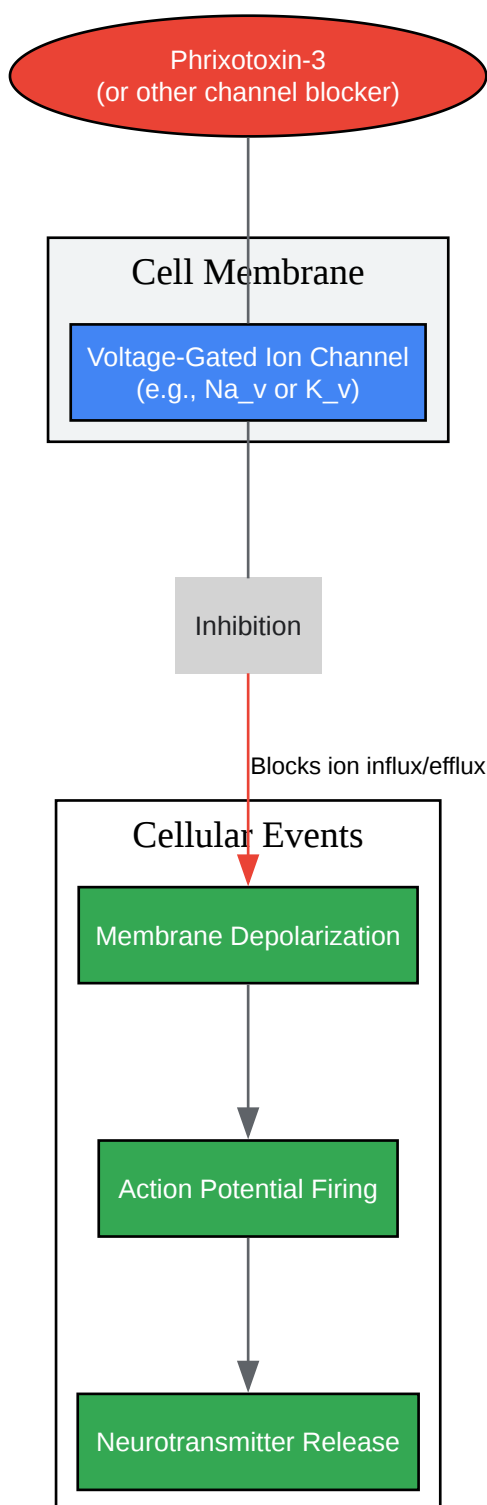 Phrixotoxin-3
(or other channel blocker)
Cell Membrane
Voltage-Gated Ion Channel
(e.g., Na_v or K_v)
Inhibition
Blocks ion influx/efflux
Cellular Events
Membrane Depolarization
Action Potential Firing
Neurotransmitter Release